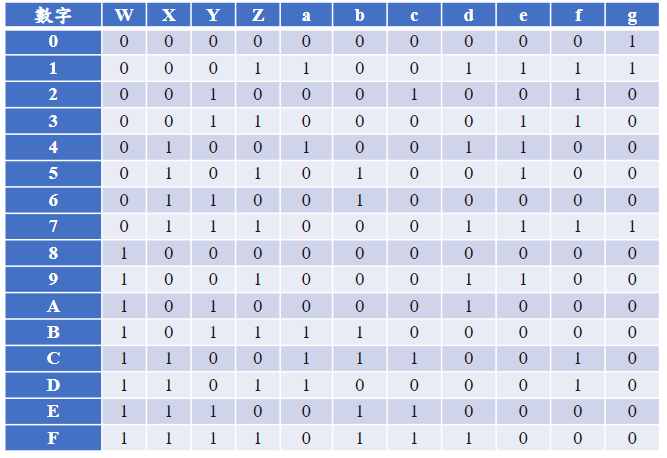 數字 W X Y Z a b c d e f g
0 0 0 0 0 0 0 0 0 0 0 1
1 0 0 0 1 1 0 0 1 1 1 1
2 0 0 1 0 0 0 1 0 0 1 0
3 0 0 1 1 0 0 0 0 1 1 0
4 0 1 0 0 1 0 0 1 1 0 0
5 0 1 0 1 0 1 0 0 1 0 0
6 0 1 1 0 0 1 0 0 0 0 0
7 0 1 1 1 0 0 0 1 1 1 1
8 1 0 0 0 0 0 0 0 0 0 0
9 1 0 0 1 0 0 0 1 1 0 0
A 1 0 1 0 0 0 0 1 0 0 0
B 1 0 1 1 1 1 0 0 0 0 0
C 1 1 0 0 1 1 1 0 0 1 0
D 1 1 0 1 1 0 0 0 0 1 0
E 1 1 1 0 0 1 1 0 0 0 0
F 1 1 1 1 0 1 1 1 0 0 0